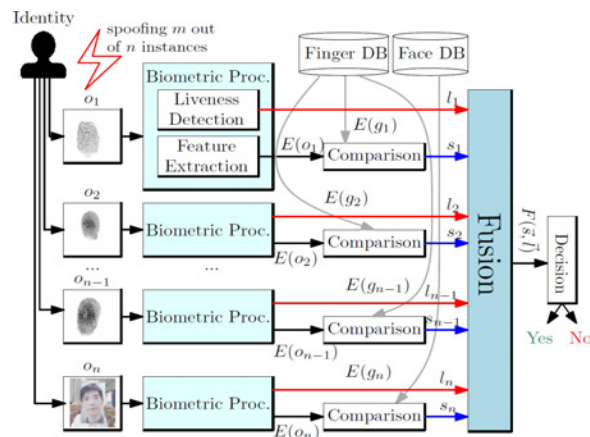 Identity
spoofing m out
of n instances
Finger DB
Face DB
Biometric Proc.
Liveness
Detection
Feature
Extraction
o₁
l₁
E(g₁)
E(o₁)
Comparison
s₁
o₂
Biometric Proc.
E(g₂)
l₂
E(o₂)
Comparison
s₂
...
...
oₙ₋₁
Biometric Proc.
E(gₙ₋₁)
lₙ₋₁
E(oₙ₋₁)
Comparison
sₙ₋₁
oₙ
Biometric Proc.
E(gₙ)
lₙ
E(oₙ)
Comparison
sₙ
Fusion
F(s⃗,l⃗)
Decision
Yes
No